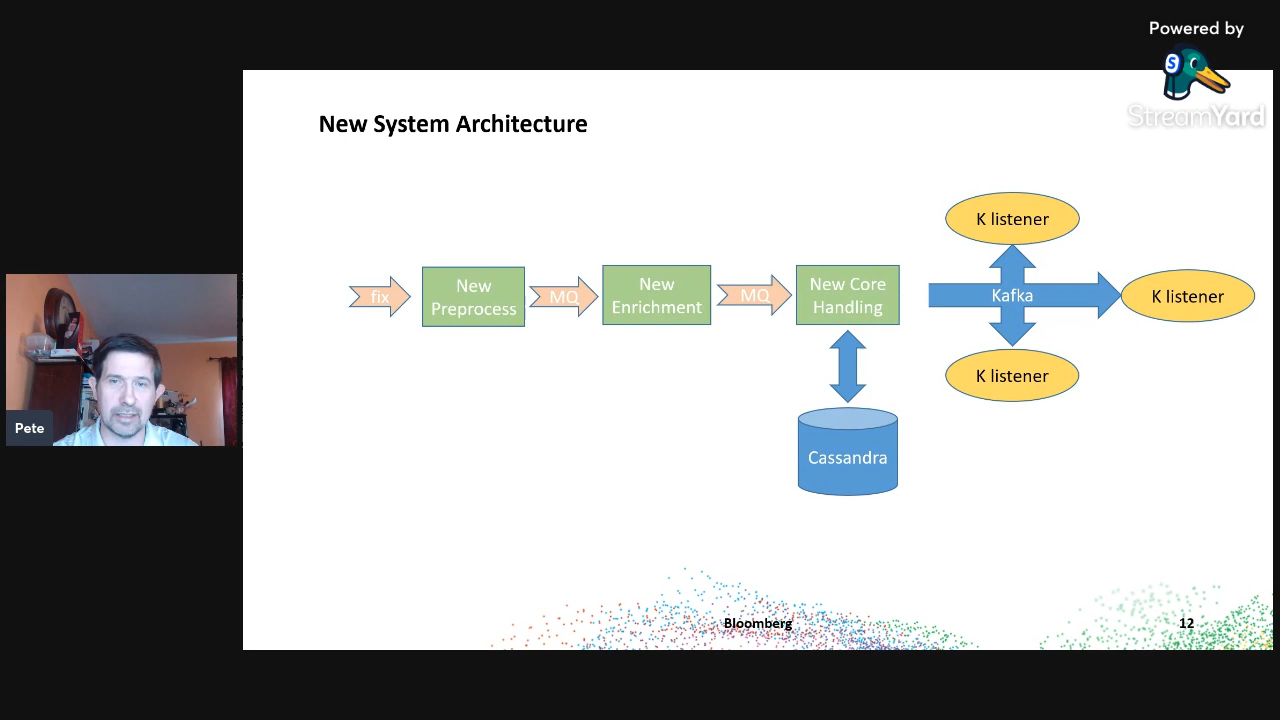 Powered by
S
StreamYard
New System Architecture
K listener
fix
New
Preprocess
MQ
New
Enrichment
MQ
New Core
Handling
Kafka
K listener
K listener
Cassandra
Pete
Bloomberg
12